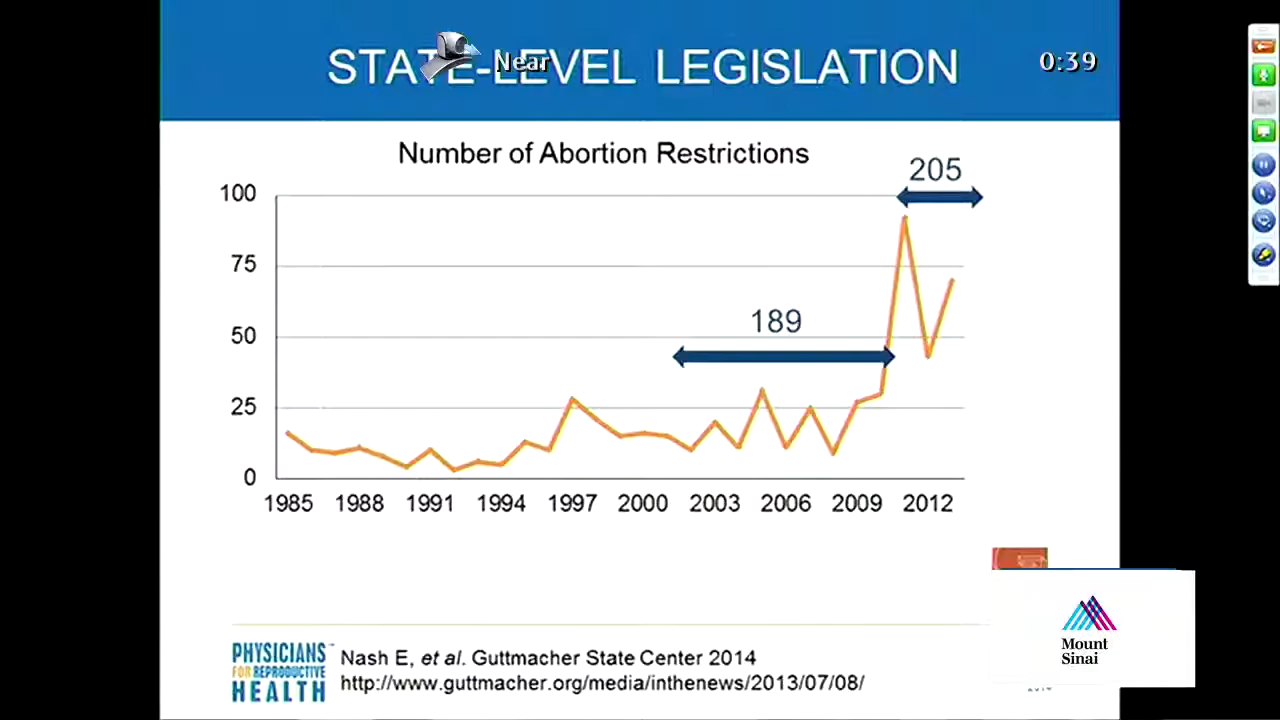 STATE-LEVEL LEGISLATION
Near
0:39
Number of Abortion Restrictions
205
100
75
189
50
25
0
1985 1988 1991 1994 1997 2000 2003 2006 2009 2012
PHYSICIANS
FOR REPRODUCTIVE
HEALTH
Nash E, et al. Guttmacher State Center 2014
http://www.guttmacher.org/media/inthenews/2013/07/08/
Mount
Sinai